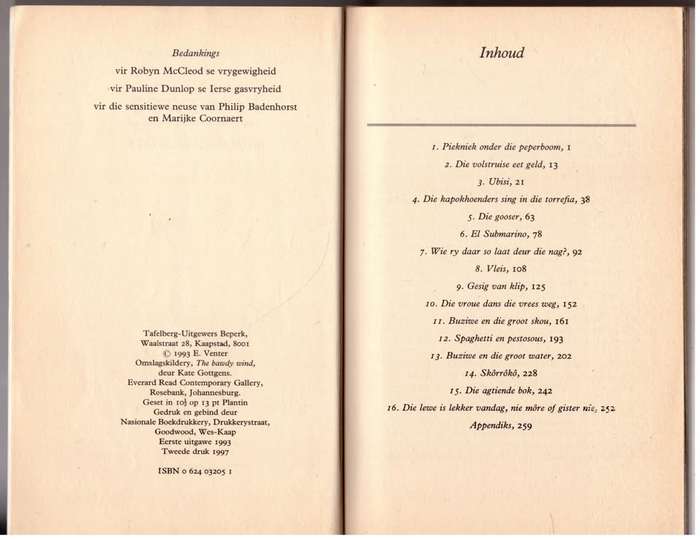 Bedankings
vir Robyn McCleod se vrygewigheid
vir Pauline Dunlop se Ierse gasvryheid
vir die sensitiewe neuse van Philip Badenhorst
en Marijke Coornaert
Tafelberg-Uitgewers Beperk,
Waalstraat 28, Kaapstad, 8001
© 1993 E. Venter
Omslagskildery, The bawdy wind,
deur Kate Gottgens.
Everard Read Contemporary Gallery,
Rosebank, Johannesburg.
Geset in 10½ op 13 pt Plantin
Gedruk en gebind deur
Nasionale Boekdrukkery, Drukkerystraat,
Goodwood, Wes-Kaap
Eerste uitgawe 1993
Tweede druk 1997
ISBN 0 624 03205 1
Inhoud
1. Piekniek onder die peperboom, 1
2. Die volstruise eet geld, 13
3. Ubisi, 21
4. Die kapokhoenders sing in die torrefia, 38
5. Die gooser, 63
6. El Submarino, 78
7. Wie ry daar so laat deur die nag?, 92
8. Vleis, 108
9. Gesig van klip, 125
10. Die vroue dans die vrees weg, 152
11. Buziwe en die groot skou, 161
12. Spaghetti en pestosous, 193
13. Buziwe en die groot water, 202
14. Skôrrôkô, 228
15. Die agtiende bok, 242
16. Die lewe is lekker vandag, nie môre of gister nie, 252
Appendiks, 259